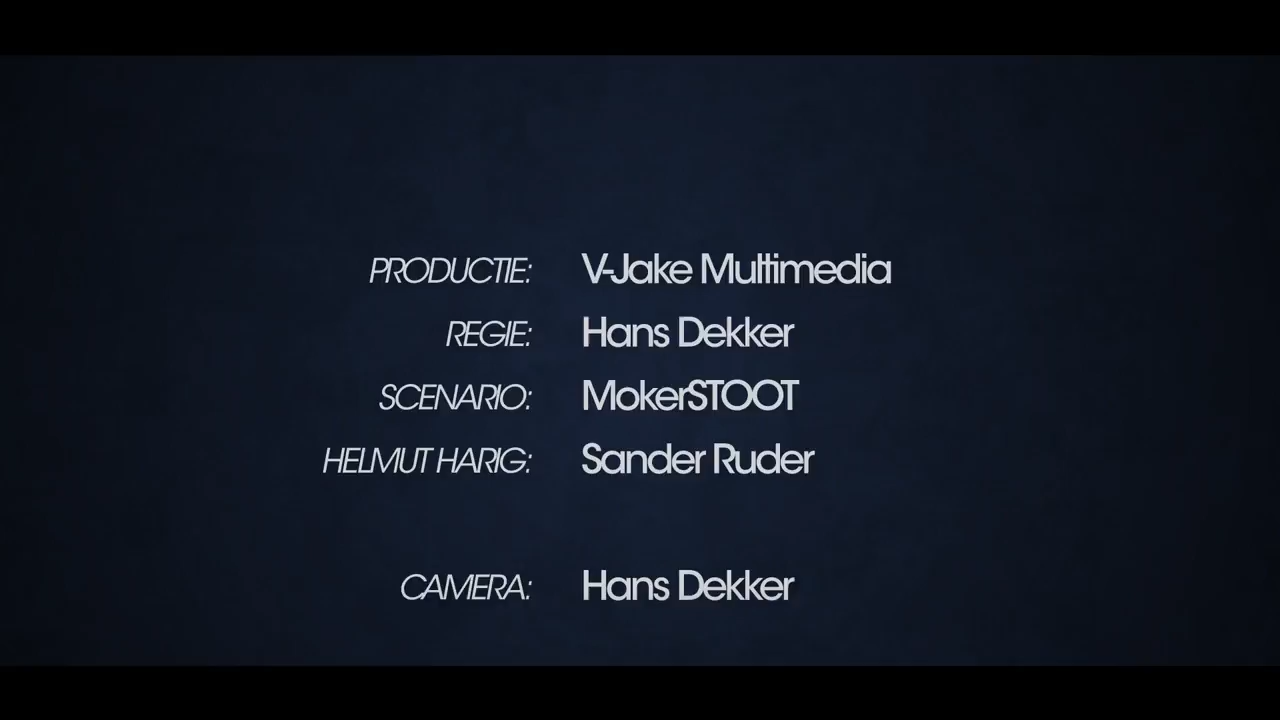 PRODUCTIE: V-Jake Multimedia
REGIE: Hans Dekker
SCENARIO: MokerSTOOT
HELMUT HARIG: Sander Ruder
CAMERA: Hans Dekker